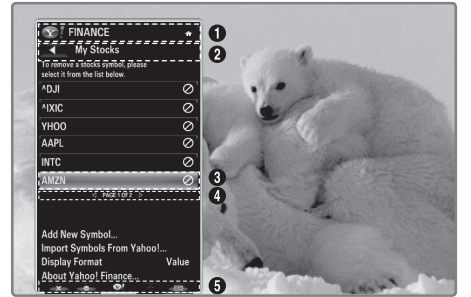 FINANCE
My Stocks
To remove a stocks symbol, please
select it from the list below.
^DJI
^IXIC
YHOO
AAPL
INTC
AMZN
PAGE 1 OF 2
Add New Symbol...
Import Symbols From Yahoo!...
Display Format Value
About Yahoo! Finance...
1
2
3
4
5